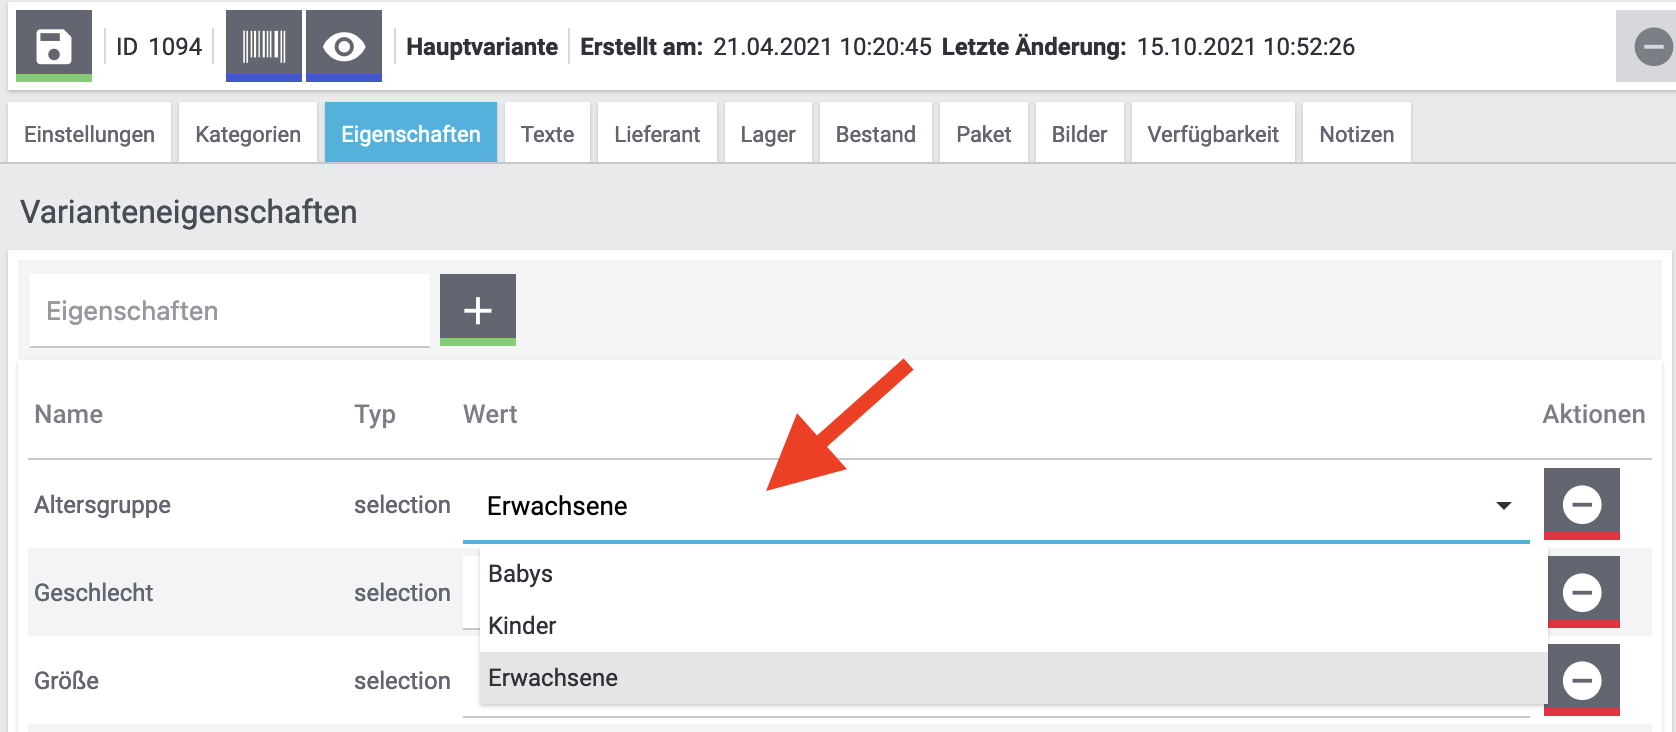 ID 1094 Hauptvariante Erstellt am: 21.04.2021 10:20:45 Letzte Änderung: 15.10.2021 10:52:26
Einstellungen Kategorien Eigenschaften Texte Lieferant Lager Bestand Paket Bilder Verfügbarkeit Notizen
Varianteneigenschaften
Eigenschaften
Name Typ Wert Aktionen
Altersgruppe selection Erwachsene
Babys
Geschlecht selection
Kinder
Erwachsene
Größe selection